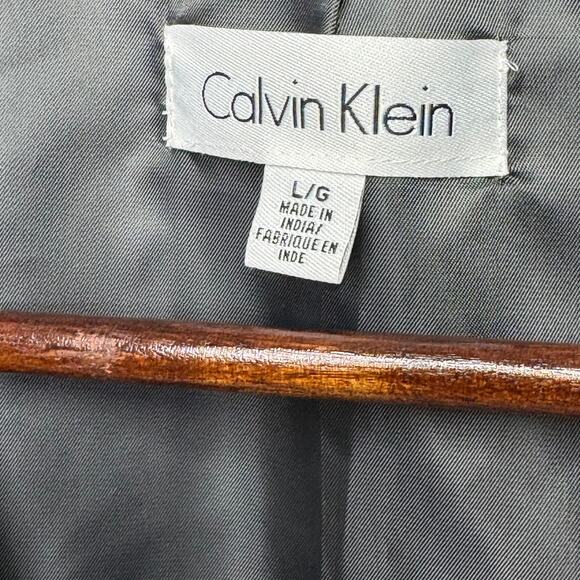 Calvin Klein
L/G
MADE IN
INDIA/
FABRIQUE EN
INDE